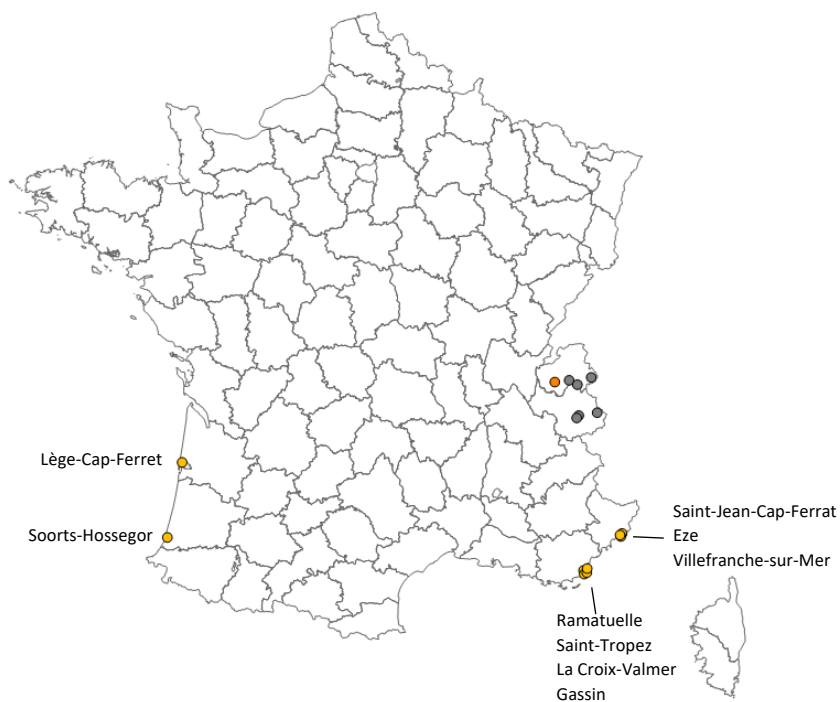 Lège-Cap-Ferret
Soorts-Hossegor
Saint-Jean-Cap-Ferrat
Eze
Villefranche-sur-Mer
Ramatuelle
Saint-Tropez
La Croix-Valmer
Gassin